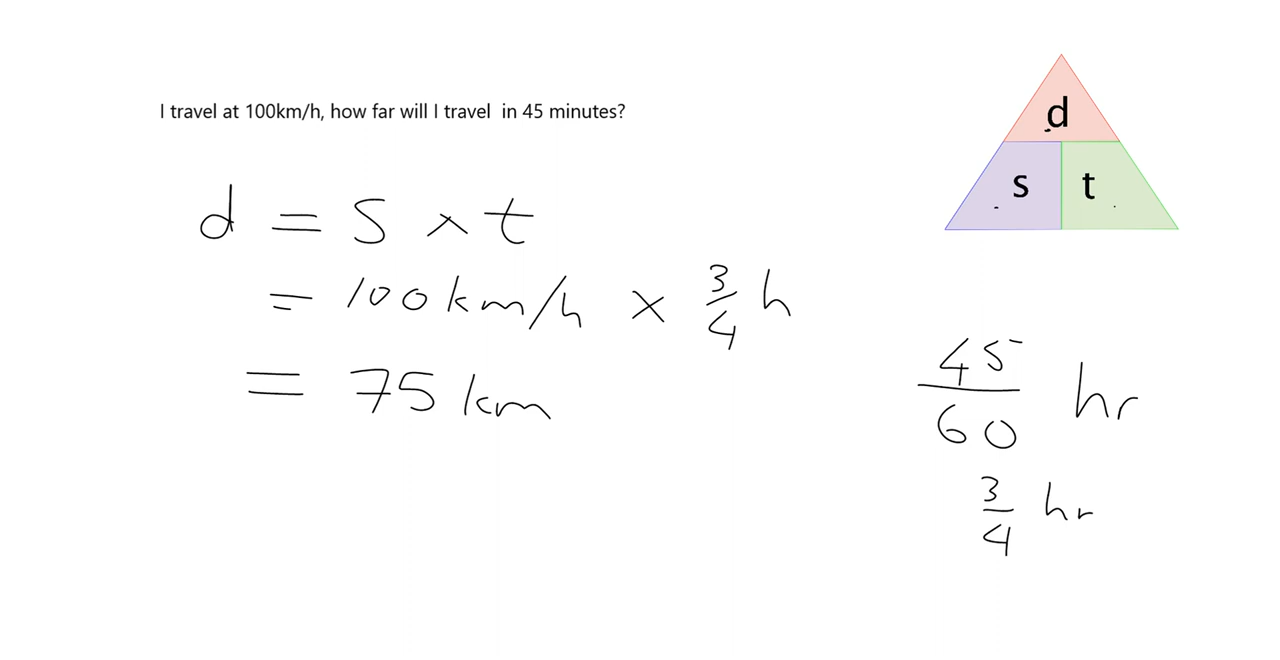 I travel at 100km/h, how far will I travel in 45 minutes?
d
s t
d = s × t
= 100km/h × 3/4 h
= 75 km
45/60 hr
3/4 hr